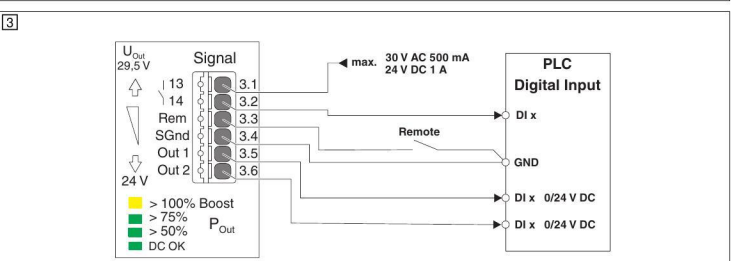 3
U Out
29,5 V
Signal
13
14
Rem
SGnd
Out 1
Out 2
3.1
3.2
3.3
3.4
3.5
3.6
24 V
> 100% Boost
> 75%
> 50%
DC OK
P Out
max. 30 V AC 500 mA
24 V DC 1 A
Remote
PLC
Digital Input
DI x
GND
DI x 0/24 V DC
DI x 0/24 V DC